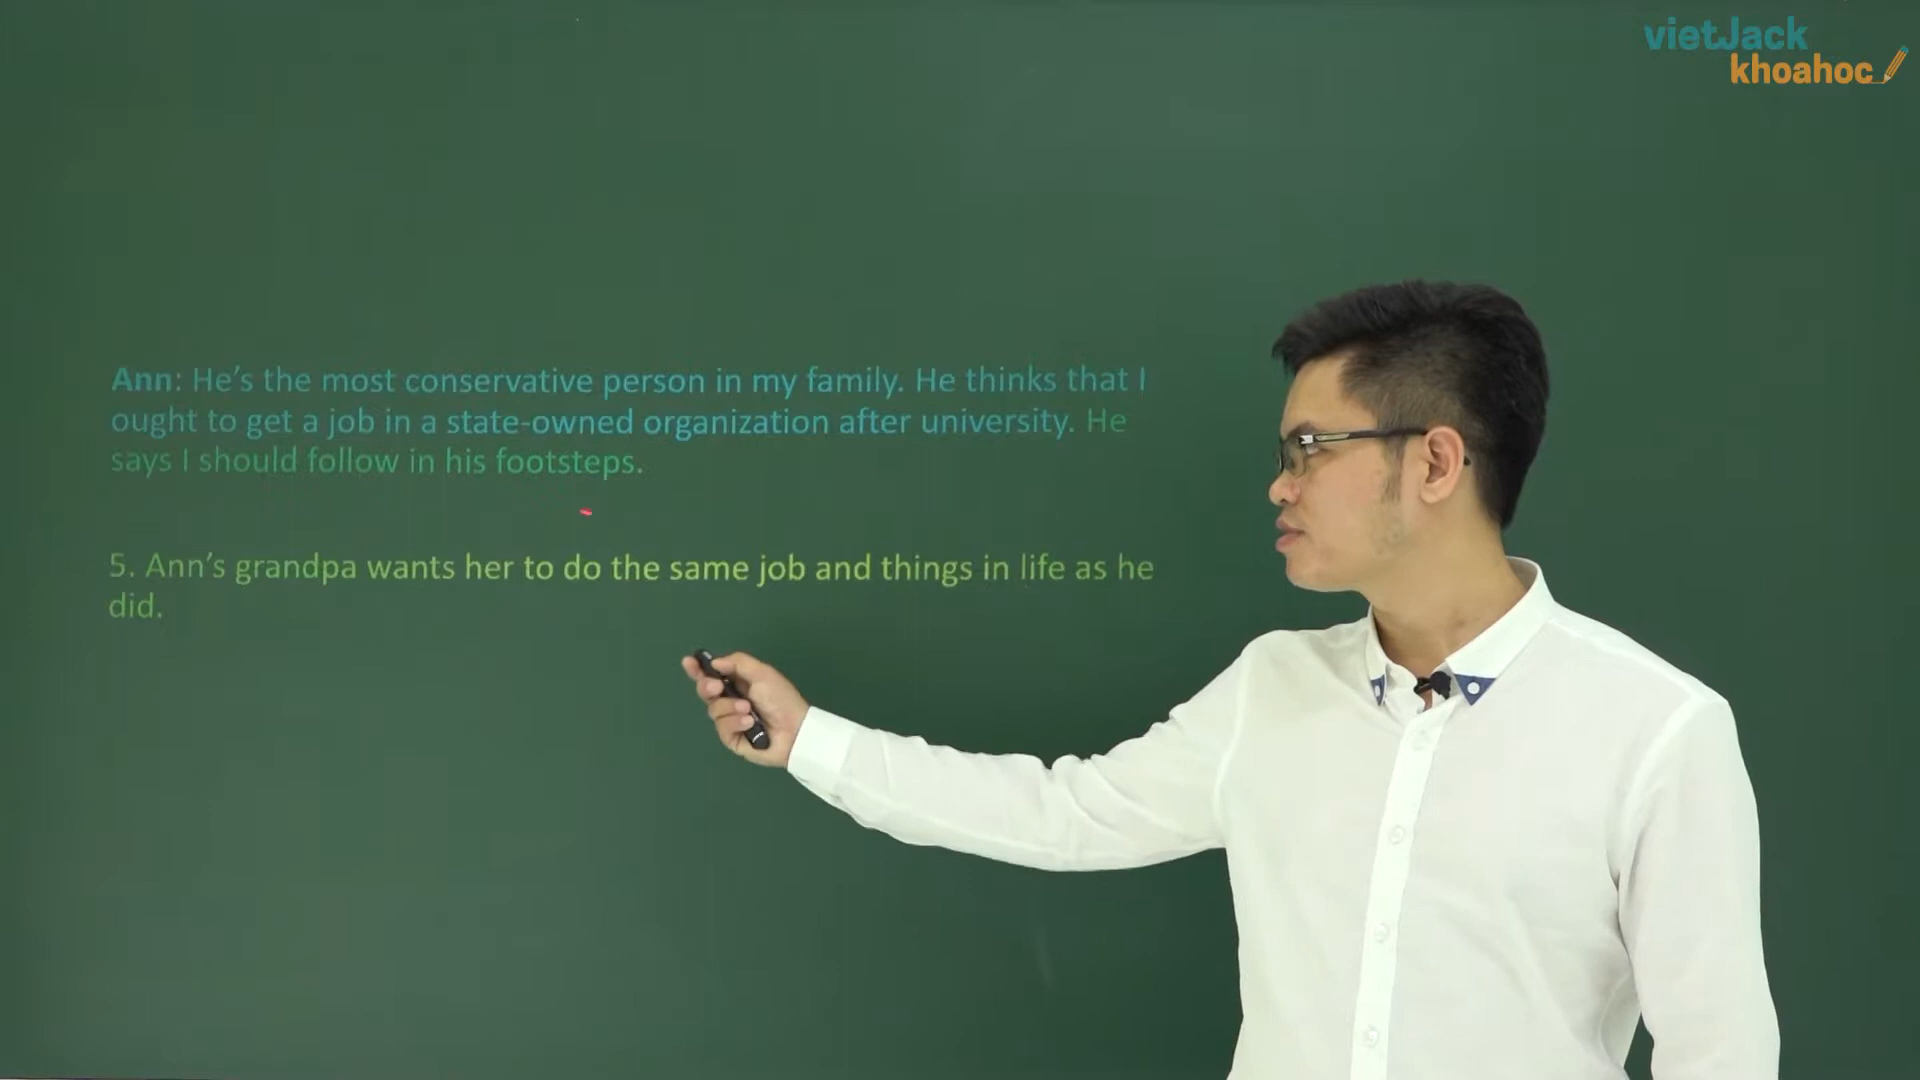 vietJack
khoahoc
Ann: He's the most conservative person in my family. He thinks that I
ought to get a job in a state-owned organization after university. He
says I should follow in his footsteps.
5. Ann's grandpa wants her to do the same job and things in life as he
did.